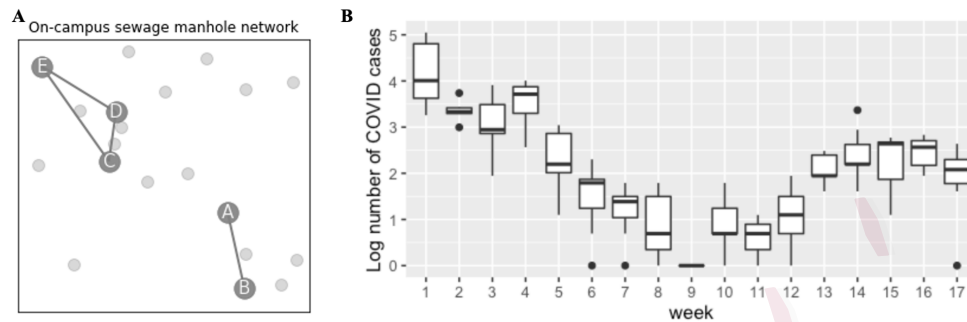 A
On-campus sewage manhole network
E
D
C
A
B
B
Log number of COVID cases
5
4
3
2
1
0
1 2 3 4 5 6 7 8 9 10 11 12 13 14 15 16 17
week